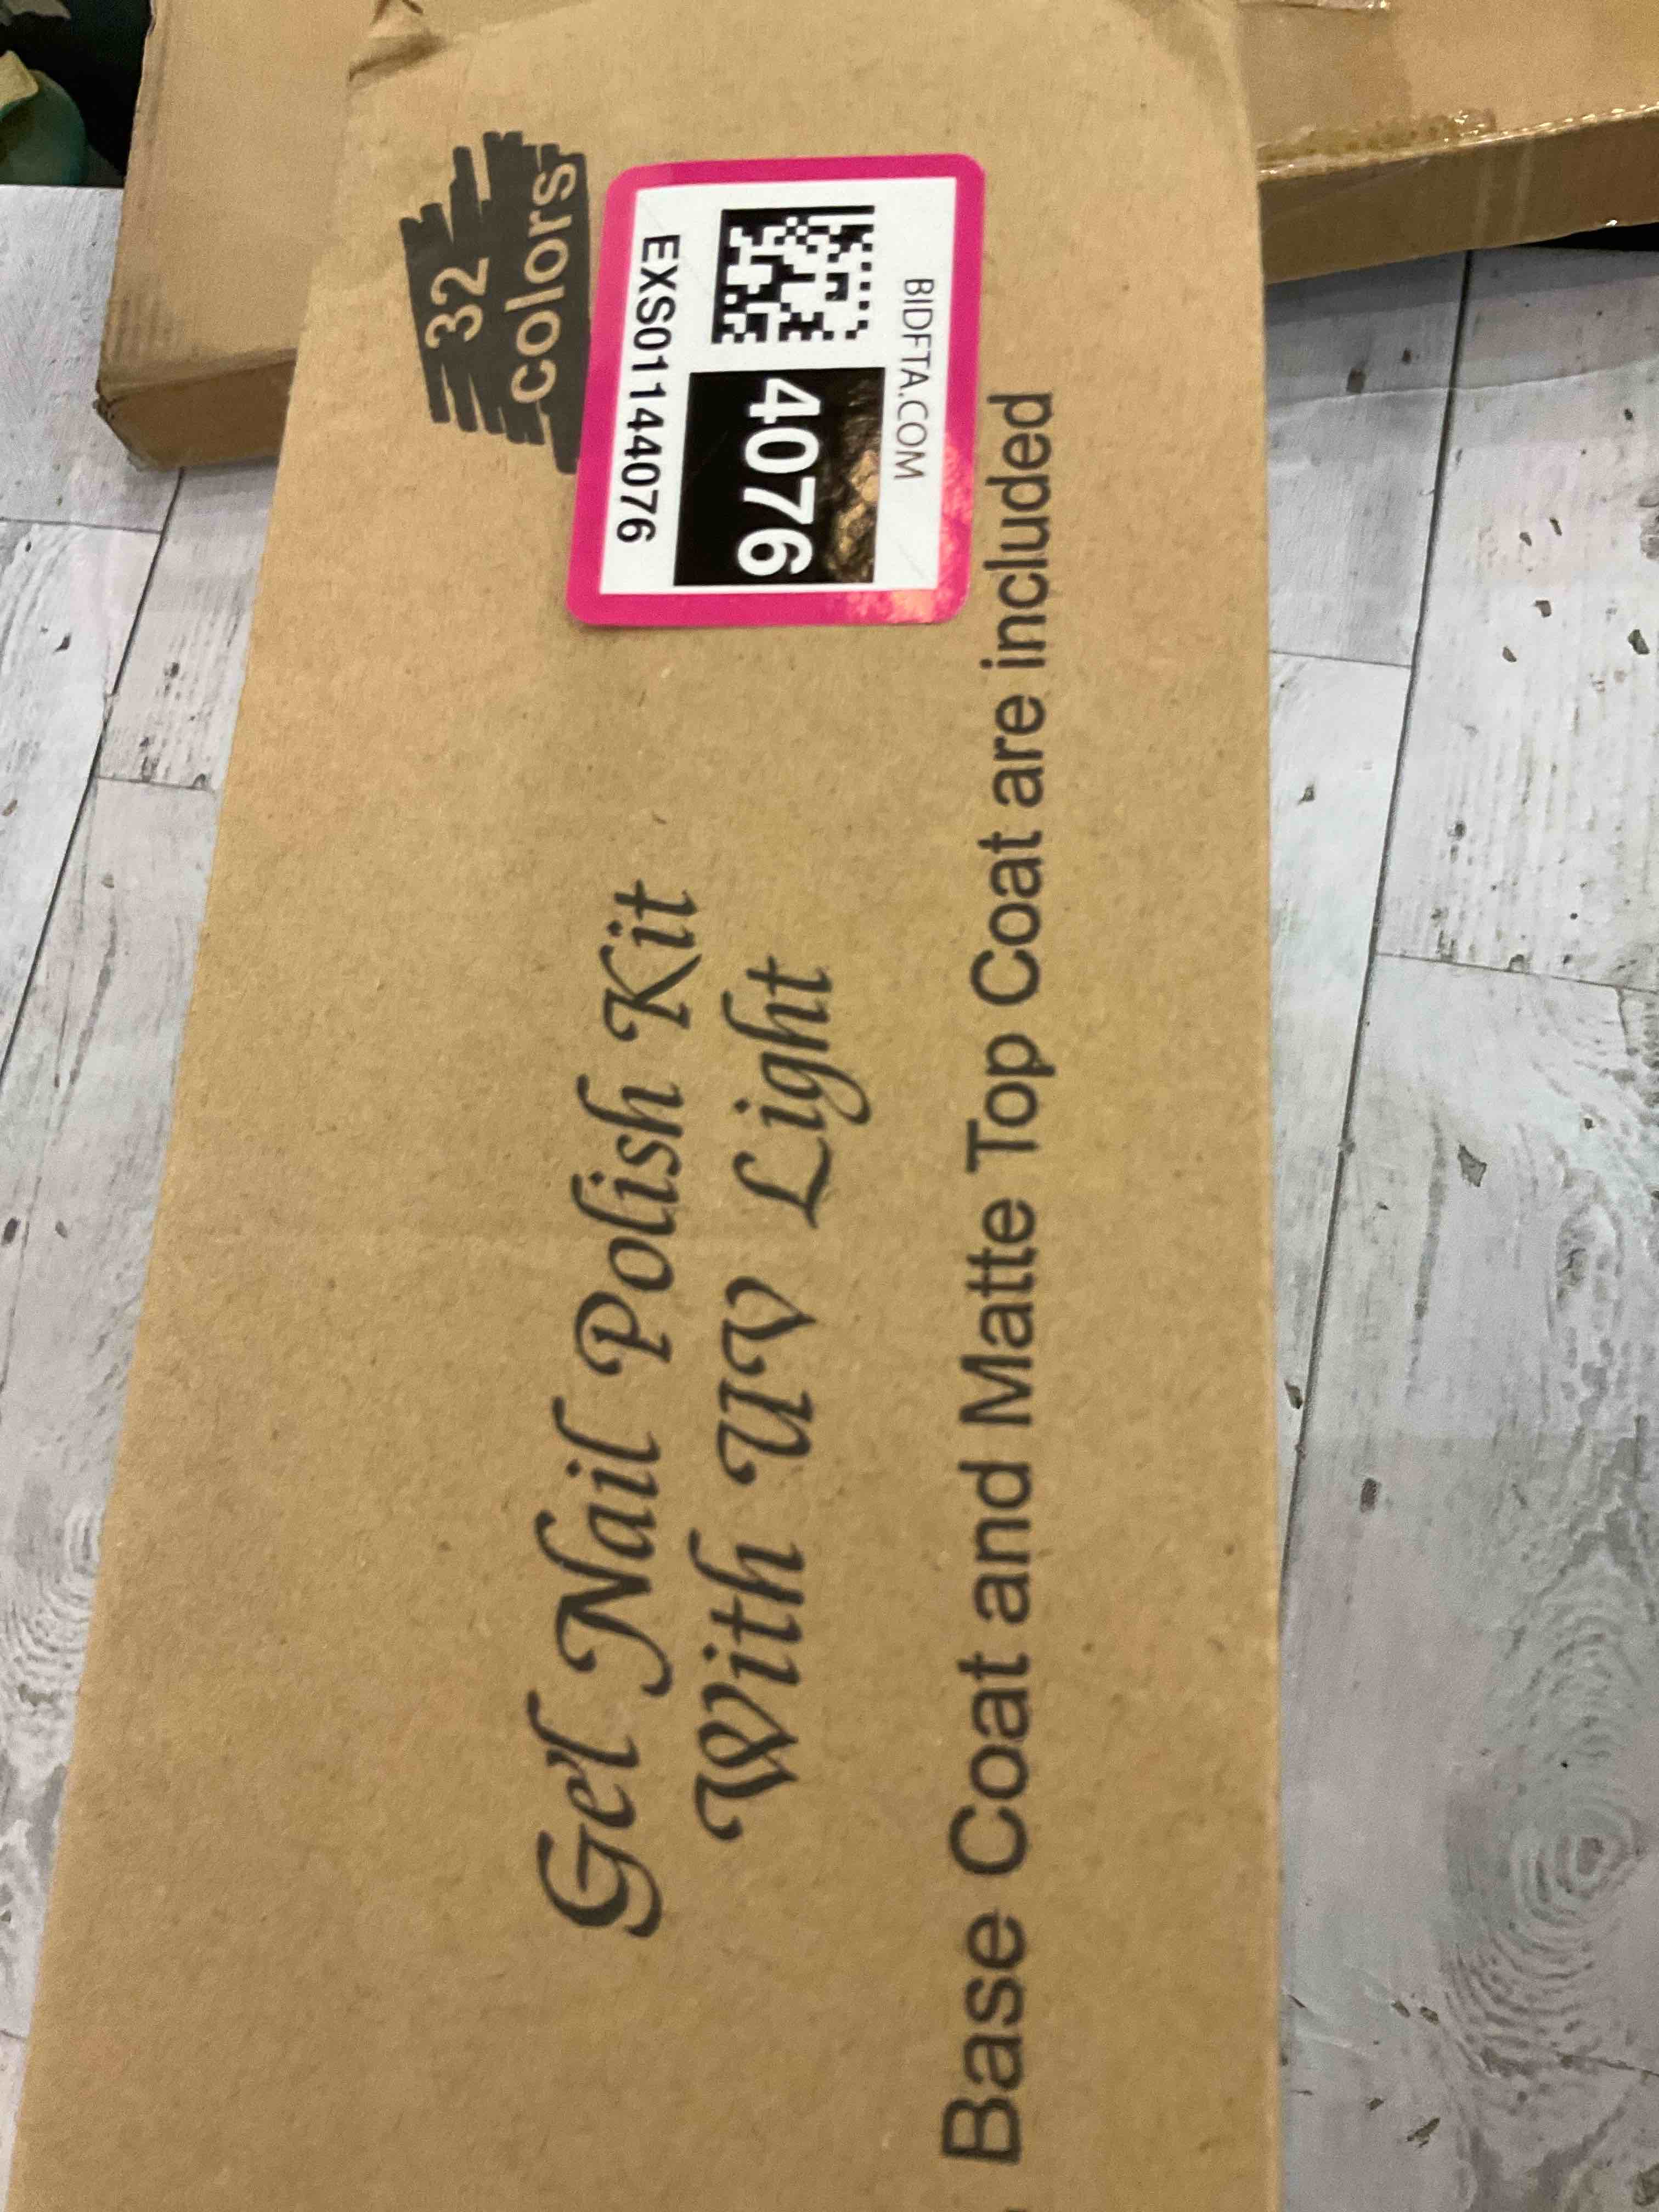 32
colors
BIDFTA.COM
4076
EXS01144076
Gel Nail Polish Kit
With UV Light
Base Coat and Matte Top Coat are included